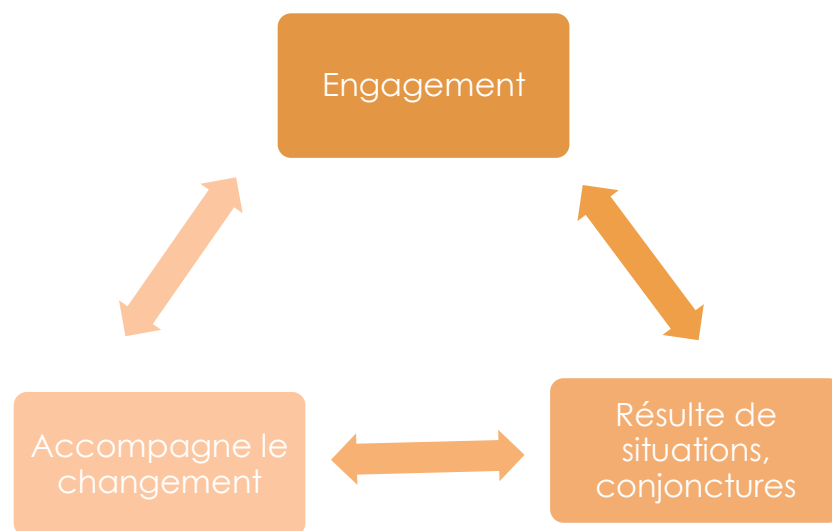 Engagement
Accompagne le
changement
Résulte de
situations,
conjonctures